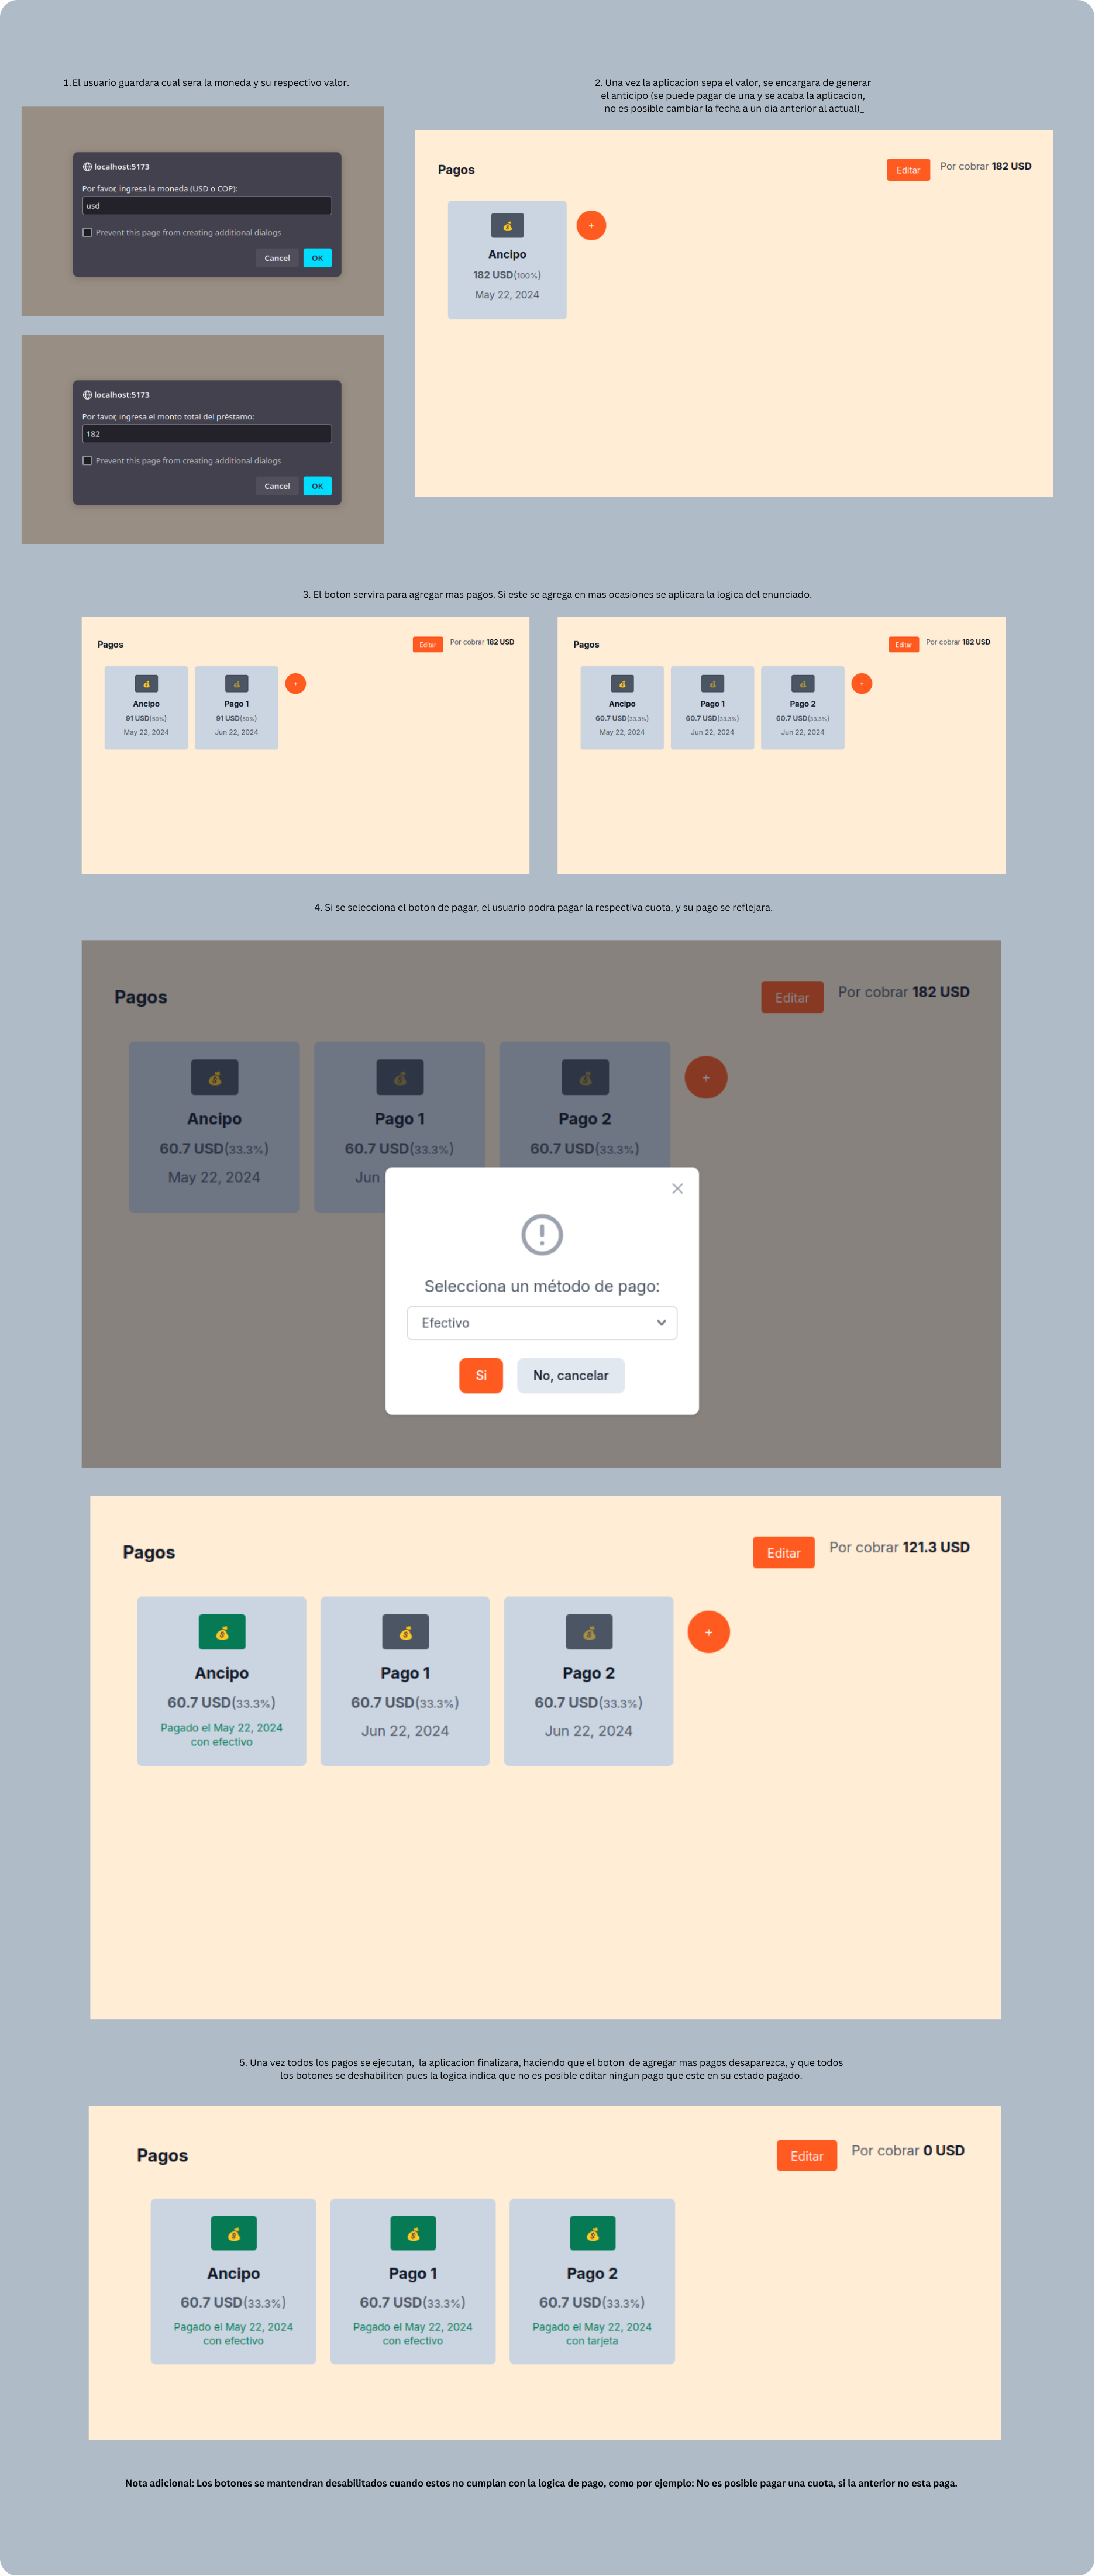 1. El usuario guardara cual sera la moneda y su respectivo valor.
localhost:5173
Por favor, ingresa la moneda (USD o COP):
usd
Prevent this page from creating additional dialogs
Cancel OK
localhost:5173
Por favor, ingresa el monto total del préstamo:
182
Prevent this page from creating additional dialogs
Cancel OK
2. Una vez la aplicacion sepa el valor, se encargara de generar
el anticipo (se puede pagar de una y se acaba la aplicacion,
no es posible cambiar la fecha a un dia anterior al actual)_
Pagos
Editar
Por cobrar 182 USD
Ancipo
182 USD(100%)
May 22, 2024
+
3. El boton servira para agregar mas pagos. Si este se agrega en mas ocasiones se aplicara la logica del enunciado.
Pagos
Editar
Por cobrar 182 USD
Ancipo
91 USD(50%)
May 22, 2024
Pago 1
91 USD(50%)
Jun 22, 2024
+
Pagos
Editar
Por cobrar 182 USD
Ancipo
60.7 USD(33.3%)
May 22, 2024
Pago 1
60.7 USD(33.3%)
Jun 22, 2024
Pago 2
60.7 USD(33.3%)
Jun 22, 2024
+
4. Si se selecciona el boton de pagar, el usuario podra pagar la respectiva cuota, y su pago se reflejara.
Pagos
Editar
Por cobrar 182 USD
Ancipo
60.7 USD(33.3%)
May 22, 2024
Pago 1
60.7 USD(33.3%)
Jun
Pago 2
60.7 USD(33.3%)
+
Selecciona un método de pago:
Efectivo
Si
No, cancelar
Pagos
Editar
Por cobrar 121.3 USD
Ancipo
60.7 USD(33.3%)
Pagado el May 22, 2024
con efectivo
Pago 1
60.7 USD(33.3%)
Jun 22, 2024
Pago 2
60.7 USD(33.3%)
Jun 22, 2024
+
5. Una vez todos los pagos se ejecutan, la aplicacion finalizara, haciendo que el boton de agregar mas pagos desaparezca, y que todos
los botones se deshabiliten pues la logica indica que no es posible editar ningun pago que este en su estado pagado.
Pagos
Editar
Por cobrar 0 USD
Ancipo
60.7 USD(33.3%)
Pagado el May 22, 2024
con efectivo
Pago 1
60.7 USD(33.3%)
Pagado el May 22, 2024
con efectivo
Pago 2
60.7 USD(33.3%)
Pagado el May 22, 2024
con tarjeta
Nota adicional: Los botones se mantendran desabilitados cuando estos no cumplan con la logica de pago, como por ejemplo: No es posible pagar una cuota, si la anterior no esta paga.